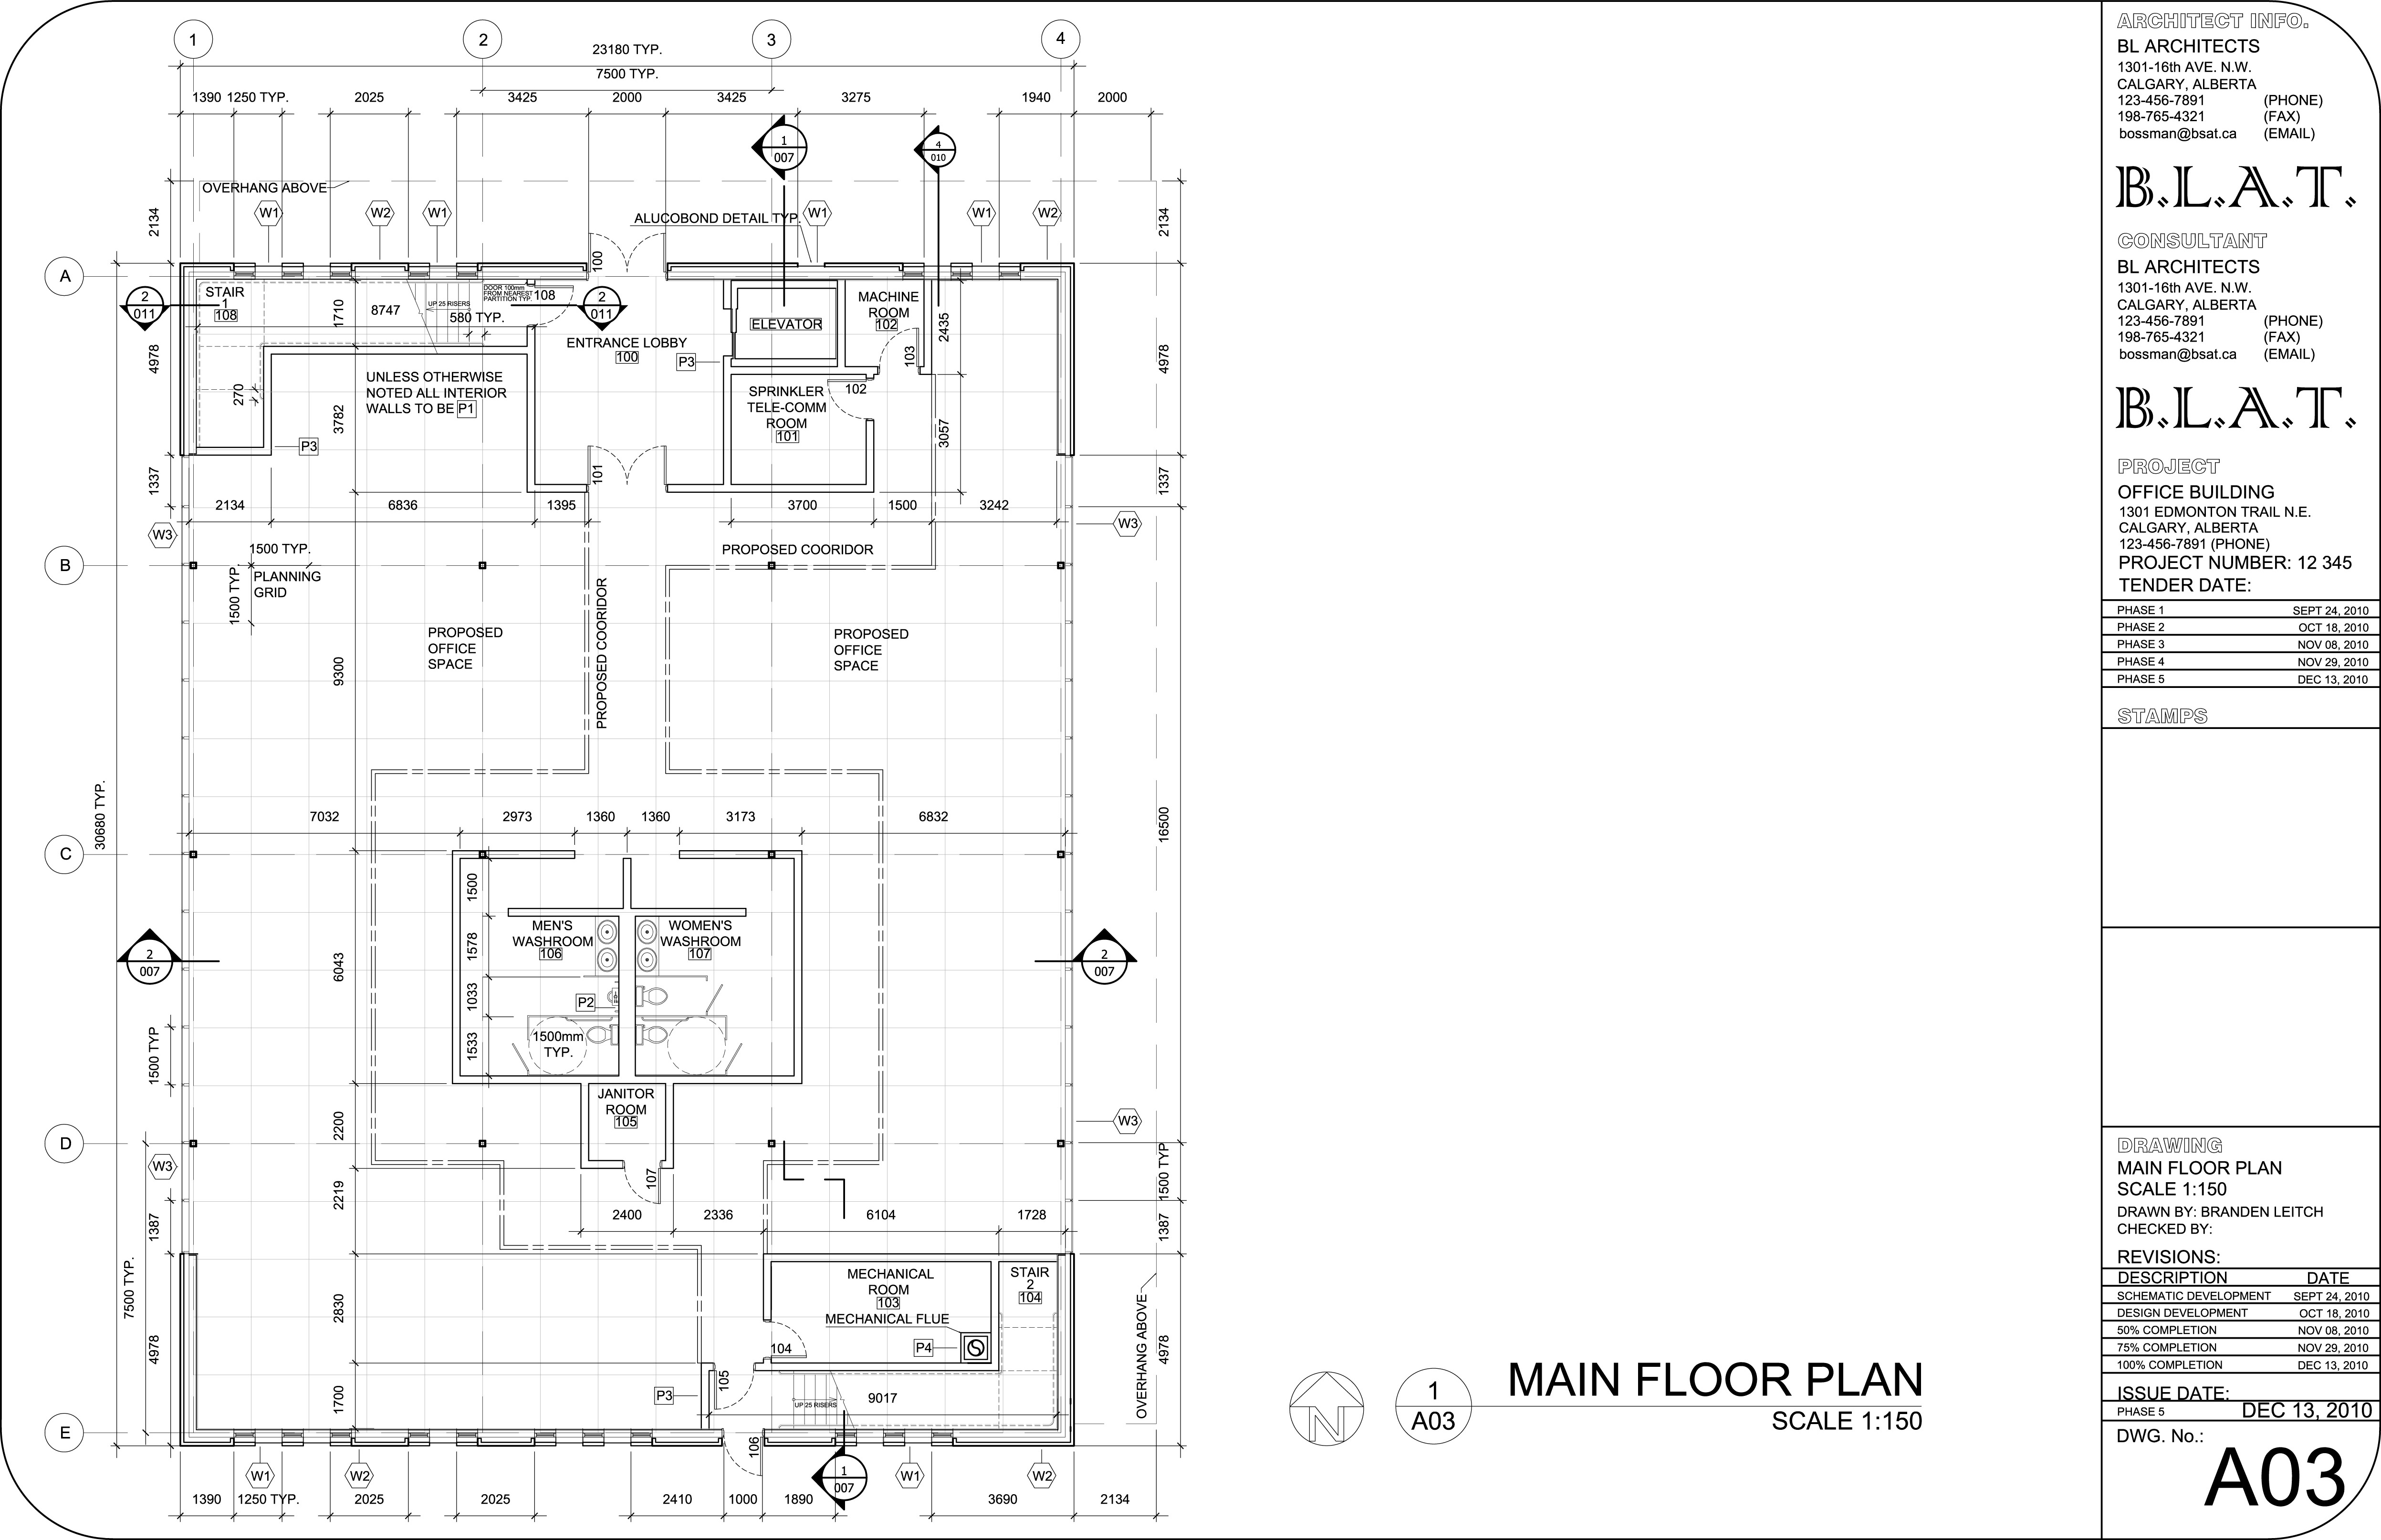 1
2
3
4
23180 TYP.
7500 TYP.
1390
1250 TYP.
2025
3425
2000
3425
3275
1940
2000
1
007
4
010
OVERHANG ABOVE
W1
W2
W1
ALUCOBOND DETAIL TYP.
W1
W1
W2
2134
2134
A
100
STAIR
1
108
2
011
1710
8747
UP 25 RISERS
DOOR 100mm
FROM NEAREST
PARTITION TYP.
108
580 TYP.
2
011
ELEVATOR
MACHINE
ROOM
102
2435
ENTRANCE LOBBY
100
P3
103
4978
4978
UNLESS OTHERWISE
NOTED ALL INTERIOR
WALLS TO BE P1
270
3782
P3
SPRINKLER
TELE-COMM
ROOM
101
102
3057
101
1337
1337
2134
6836
1395
3700
1500
3242
W3
W3
B
1500 TYP.
1500 TYP.
PLANNING
GRID
PROPOSED COORIDOR
PROPOSED COORIDOR
PROPOSED
OFFICE
SPACE
PROPOSED
OFFICE
SPACE
9300
30680 TYP.
16500
7032
2973
1360
1360
3173
6832
C
1500
MEN'S
WASHROOM
106
WOMEN'S
WASHROOM
107
1578
6043
2
007
2
007
1033
P2
1533
1500mm
TYP.
1500 TYP
JANITOR
ROOM
105
2200
W3
D
W3
107
1500 TYP
2219
1387
1387
2400
2336
6104
1728
7500 TYP.
MECHANICAL
ROOM
103
MECHANICAL FLUE
STAIR
2
104
2830
104
P4
4978
4978
OVERHANG ABOVE
P3
105
1700
UP 25 RISERS
9017
E
106
W1
W2
1
007
W1
W2
1390
1250 TYP.
2025
2025
2410
1000
1890
3690
2134
N
1
A03
MAIN FLOOR PLAN
SCALE 1:150
ARCHITECT INFO.
BL ARCHITECTS
1301-16th AVE. N.W.
CALGARY, ALBERTA
123-456-7891 (PHONE)
198-765-4321 (FAX)
bossman@bsat.ca (EMAIL)
B.L.A.T.
CONSULTANT
BL ARCHITECTS
1301-16th AVE. N.W.
CALGARY, ALBERTA
123-456-7891 (PHONE)
198-765-4321 (FAX)
bossman@bsat.ca (EMAIL)
B.L.A.T.
PROJECT
OFFICE BUILDING
1301 EDMONTON TRAIL N.E.
CALGARY, ALBERTA
123-456-7891 (PHONE)
PROJECT NUMBER: 12 345
TENDER DATE:
PHASE 1 SEPT 24, 2010
PHASE 2 OCT 18, 2010
PHASE 3 NOV 08, 2010
PHASE 4 NOV 29, 2010
PHASE 5 DEC 13, 2010
STAMPS
DRAWING
MAIN FLOOR PLAN
SCALE 1:150
DRAWN BY: BRANDEN LEITCH
CHECKED BY:
REVISIONS:
DESCRIPTION DATE
SCHEMATIC DEVELOPMENT SEPT 24, 2010
DESIGN DEVELOPMENT OCT 18, 2010
50% COMPLETION NOV 08, 2010
75% COMPLETION NOV 29, 2010
100% COMPLETION DEC 13, 2010
ISSUE DATE:
PHASE 5 DEC 13, 2010
DWG. No.:
A03